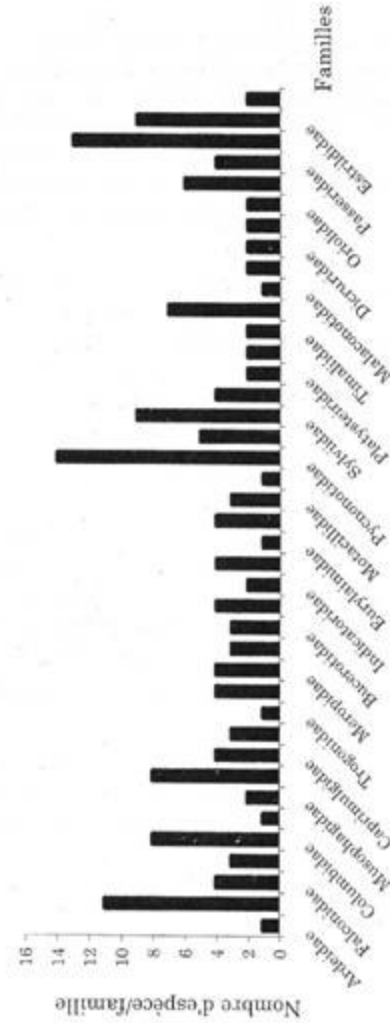 Nombre d'espèce/famille
16
14
12
10
8
6
4
2
0
Ardeidae
Falconidae
Columbidae
Musophagidae
Caprimulgidae
Trogonidae
Meropidae
Bucerotidae
Indicatoridae
Eurylaimidae
Motacillidae
Pycnonotidae
Sylviidae
Platysteiridae
Timaliidae
Malaconotidae
Dicruridae
Oriolidae
Passeridae
Estrildidae
Familles